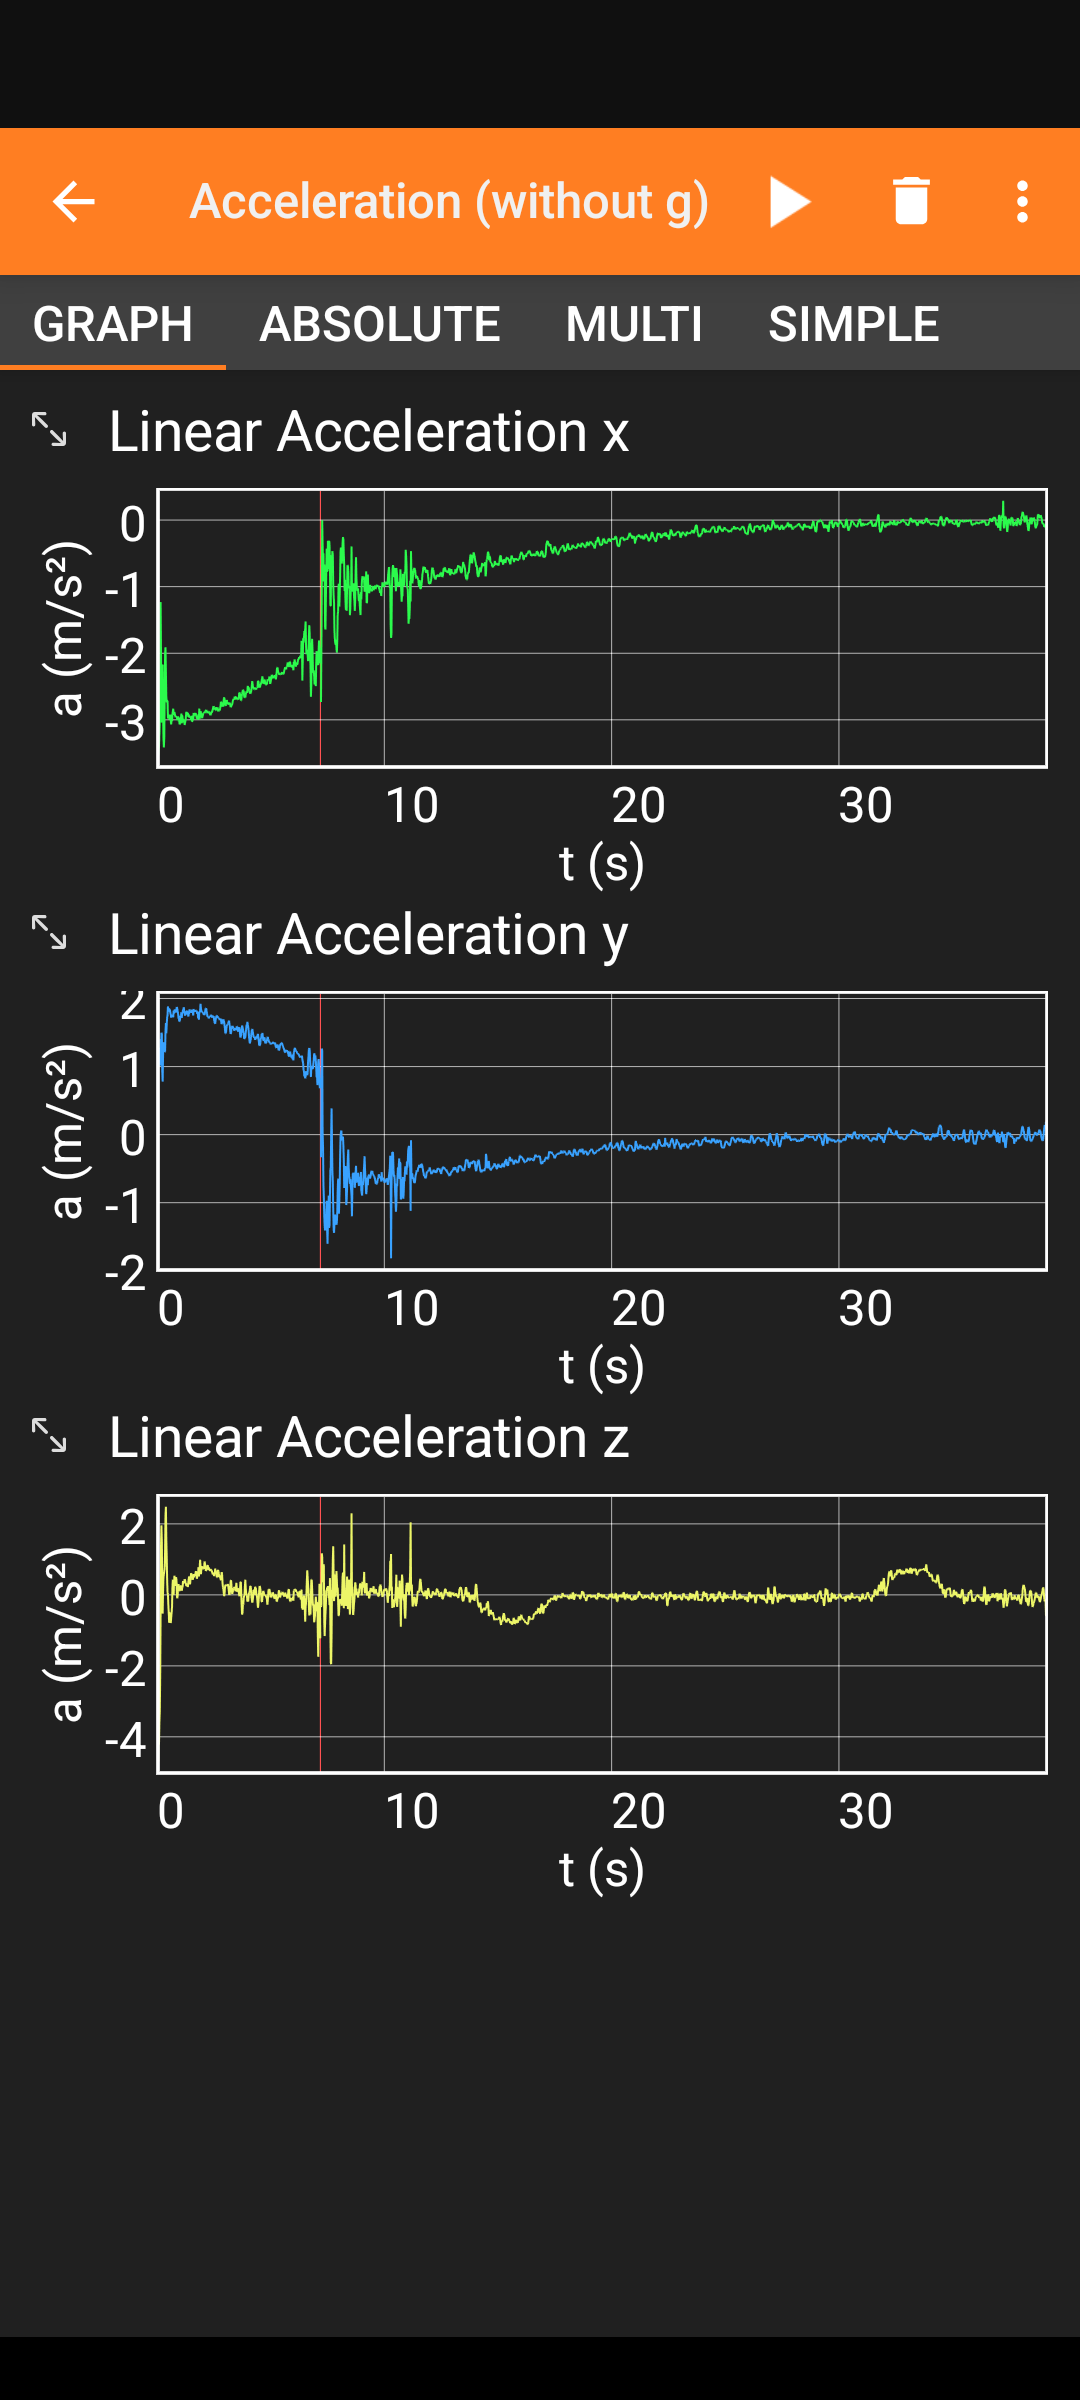 Acceleration (without g)
GRAPH ABSOLUTE MULTI SIMPLE
Linear Acceleration x
a (m/s²)
0
-1
-2
-3
0 10 20 30
t (s)
Linear Acceleration y
a (m/s²)
2
1
0
-1
-2
0 10 20 30
t (s)
Linear Acceleration z
a (m/s²)
2
0
-2
-4
0 10 20 30
t (s)